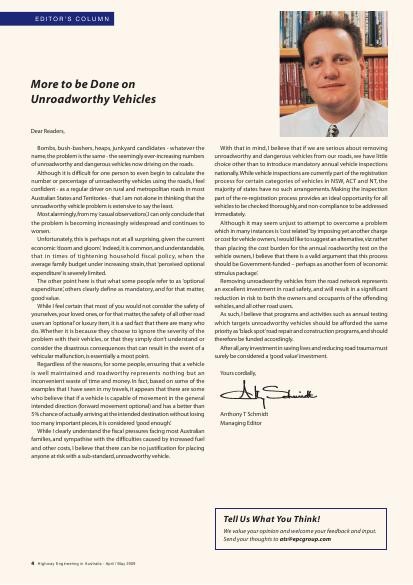 EDITOR'S COLUMN
More to be Done on
Unroadworthy Vehicles
Dear Readers,
Bombs, bush-bashers, heaps, junkyard candidates - whatever the
name, the problem is the same - the seemingly ever-increasing numbers
of unroadworthy and dangerous vehicles now driving on the roads.
Although it is difficult for one person to even begin to calculate the
number or percentage of unroadworthy vehicles using the roads, I feel
confident - as a regular driver on rural and metropolitan roads in most
Australian States and Territories - that I am not alone in thinking that the
unroadworthy vehicle problem is extensive to say the least.
Most alarmingly, from my 'casual observations', I can only conclude that
the problem is becoming increasingly widespread and continues to
worsen.
Unfortunately, this is perhaps not at all surprising, given the current
economic 'doom and gloom'. Indeed, it is common, and understandable,
that in times of tightening household fiscal policy, when the
average family budget under increasing strain, that 'perceived optional
expenditure' is severely limited.
The other point here is that what some people refer to as 'optional
expenditure', others clearly define as mandatory, and for that matter,
good value.
While I feel certain that most of you would not consider the safety of
yourselves, your loved ones, or for that matter, the safety of all other road
users an 'optional' or luxury item, it is a sad fact that there are many who
do. Whether it is because they choose to ignore the severity of the
problem with their vehicles, or that they simply don't understand or
consider the disastrous consequences that can result in the event of a
vehicular malfunction, is essentially a moot point.
Regardless of the reasons, for some people, ensuring that a vehicle
is well maintained and roadworthy represents nothing but an
inconvenient waste of time and money. In fact, based on some of the
examples that I have seen in my travels, it appears that there are some
who believe that if a vehicle is capable of movement in the general
intended direction (forward movement optional) and has a better than
5% chance of actually arriving at the intended destination without losing
too many important pieces, it is considered 'good enough'.
While I clearly understand the fiscal pressures facing most Australian
families, and sympathise with the difficulties caused by increased fuel
and other costs, I believe that there can be no justification for placing
anyone at risk with a sub-standard, unroadworthy vehicle.
With that in mind, I believe that if we are serious about removing
unroadworthy and dangerous vehicles from our roads, we have little
choice other than to introduce mandatory annual vehicle inspections
nationally. While vehicle inspections are currently part of the registration
process for certain categories of vehicles in NSW, ACT and NT, the
majority of states have no such arrangements. Making the inspection
part of the re-registration process provides an ideal opportunity for all
vehicles to be checked thoroughly, and non-compliance to be addressed
immediately.
Although it may seem unjust to attempt to overcome a problem
which in many instances is 'cost related' by imposing yet another charge
or cost for vehicle owners, I would like to suggest an alternative, viz: rather
than placing the cost burden for the annual roadworthy test on the
vehicle owners, I believe that there is a valid argument that this process
should be Government-funded – perhaps as another form of 'economic
stimulus package'.
Removing unroadworthy vehicles from the road network represents
an excellent investment in road safety, and will result in a significant
reduction in risk to both the owners and occupants of the offending
vehicles, and all other road users.
As such, I believe that programs and activities such as annual testing
which targets unroadworthy vehicles should be afforded the same
priority as 'black spot' road repair and construction programs, and should
therefore be funded accordingly.
After all, any investment in saving lives and reducing road trauma must
surely be considered a 'good value' investment.
Yours cordially,
Anthony T Schmidt
Managing Editor
Tell Us What You Think!
We value your opinion and welcome your feedback and input.
Send your thoughts to ats@epcgroup.com
4 Highway Engineering in Australia - April / May 2009